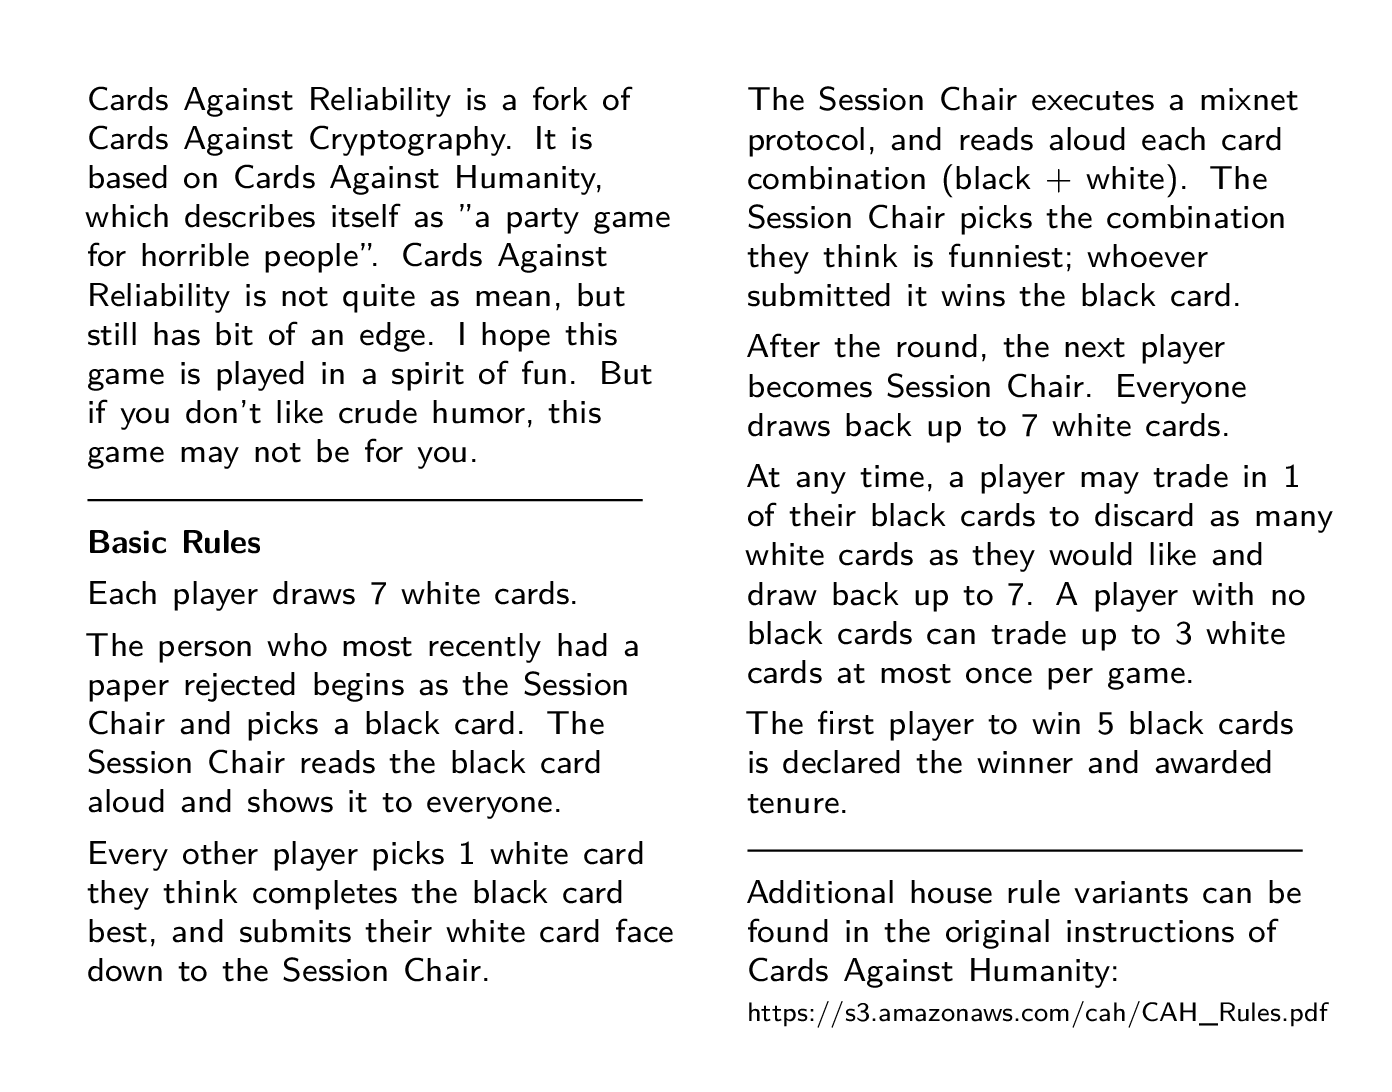 Cards Against Reliability is a fork of
Cards Against Cryptography. It is
based on Cards Against Humanity,
which describes itself as ”a party game
for horrible people”. Cards Against
Reliability is not quite as mean, but
still has bit of an edge. I hope this
game is played in a spirit of fun. But
if you don’t like crude humor, this
game may not be for you.
Basic Rules
Each player draws 7 white cards.
The person who most recently had a
paper rejected begins as the Session
Chair and picks a black card. The
Session Chair reads the black card
aloud and shows it to everyone.
Every other player picks 1 white card
they think completes the black card
best, and submits their white card face
down to the Session Chair.
The Session Chair executes a mixnet
protocol, and reads aloud each card
combination (black + white). The
Session Chair picks the combination
they think is funniest; whoever
submitted it wins the black card.
After the round, the next player
becomes Session Chair. Everyone
draws back up to 7 white cards.
At any time, a player may trade in 1
of their black cards to discard as many
white cards as they would like and
draw back up to 7. A player with no
black cards can trade up to 3 white
cards at most once per game.
The first player to win 5 black cards
is declared the winner and awarded
tenure.
Additional house rule variants can be
found in the original instructions of
Cards Against Humanity:
https://s3.amazonaws.com/cah/CAH_Rules.pdf